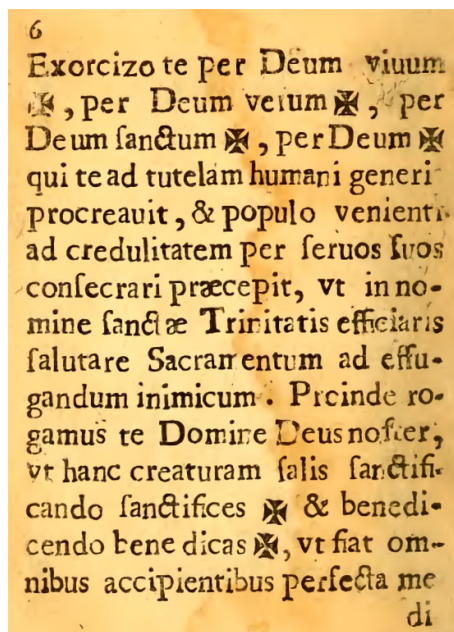 6
Exorcizo te per Deum viuum
✠, per Deum verum ✠, per
Deum ſanctum ✠, per Deum ✠
qui te ad tutelam humani generi
procreauit, & populo venienti
ad credulitatem per ſeruos ſuos
conſecrari præcepit, vt in no-
mine ſanctæ Trinitatis efficiaris
ſalutare Sacramentum ad effu-
gandum inimicum. Proinde ro-
gamus te Domine Deus noſter,
vt hanc creaturam ſalis ſanctifi-
cando ſanctifices ✠ & benedi-
cendo bene dicas ✠, vt fiat om-
nibus accipientibus perfecta me
di